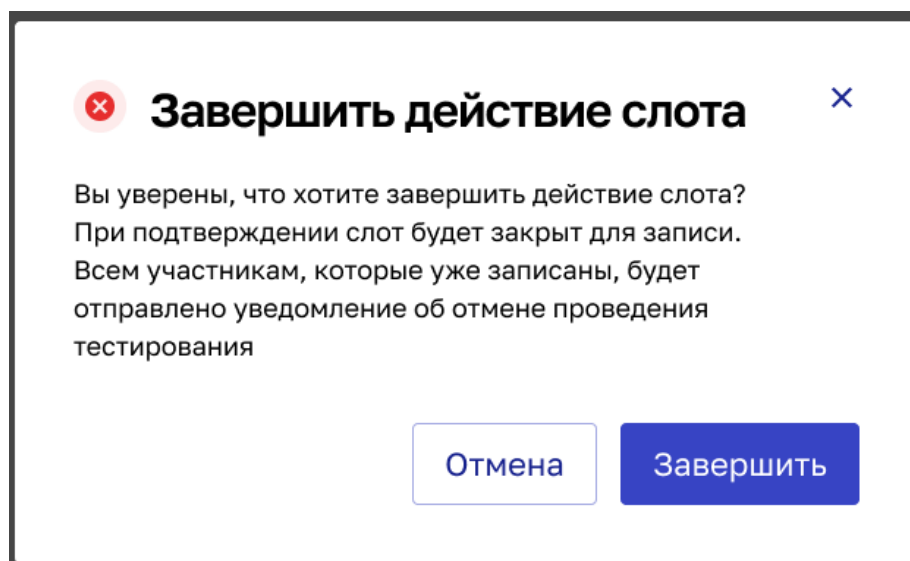 Завершить действие слота
Вы уверены, что хотите завершить действие слота?
При подтверждении слот будет закрыт для записи.
Всем участникам, которые уже записаны, будет
отправлено уведомление об отмене проведения
тестирования
Отмена
Завершить